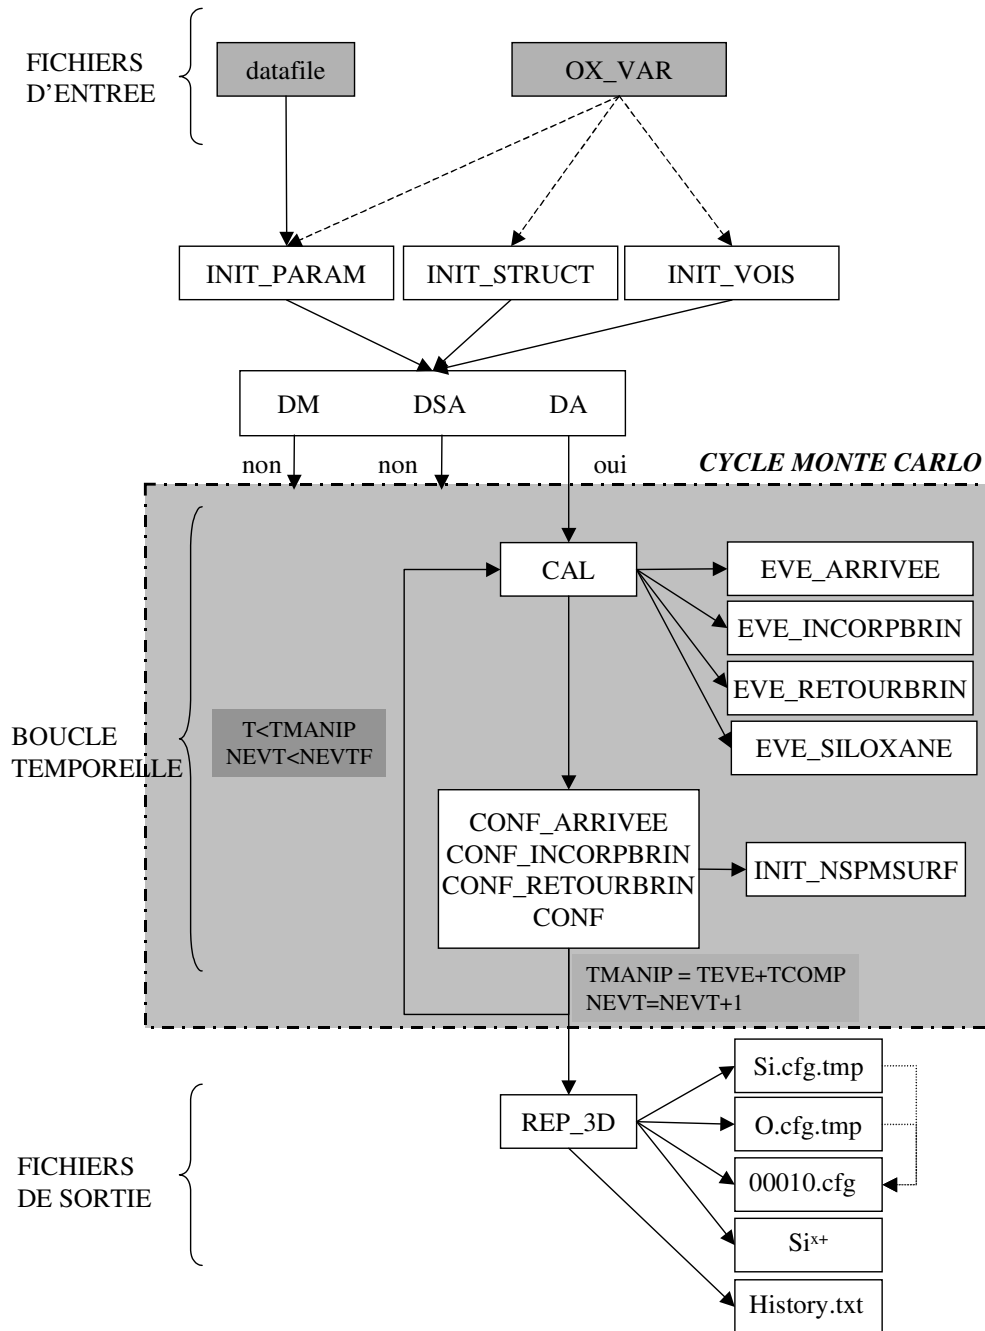 FICHIERS
D'ENTREE
datafile
OX_VAR
INIT_PARAM
INIT_STRUCT
INIT_VOIS
DM DSA DA
non non oui
CYCLE MONTE CARLO
CAL
EVE_ARRIVEE
EVE_INCORPBRIN
EVE_RETOURBRIN
EVE_SILOXANE
BOUCLE
TEMPORELLE
T<TMANIP
NEVT<NEVTF
CONF_ARRIVEE
CONF_INCORPBRIN
CONF_RETOURBRIN
CONF
INIT_NSPMSURF
TMANIP = TEVE+TCOMP
NEVT=NEVT+1
FICHIERS
DE SORTIE
REP_3D
Si.cfg.tmp
O.cfg.tmp
00010.cfg
Siˣ⁺
History.txt